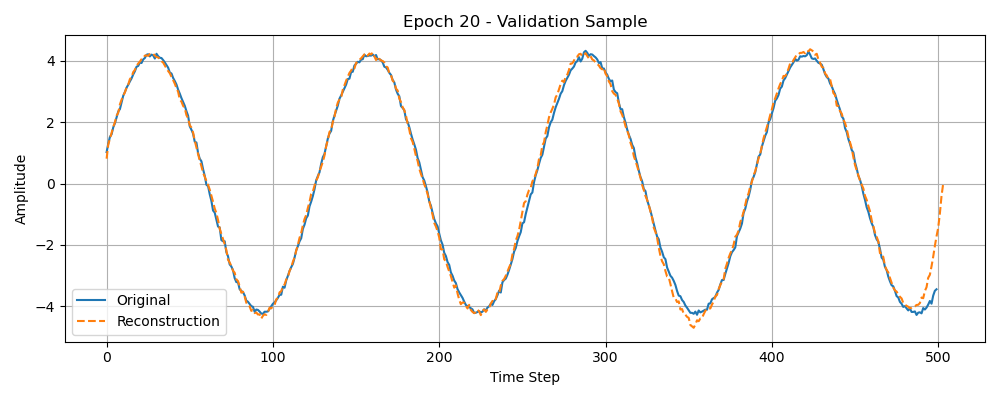 Epoch 20 - Validation Sample
Amplitude
4
2
0
−2
−4
Original
Reconstruction
0 100 200 300 400 500
Time Step